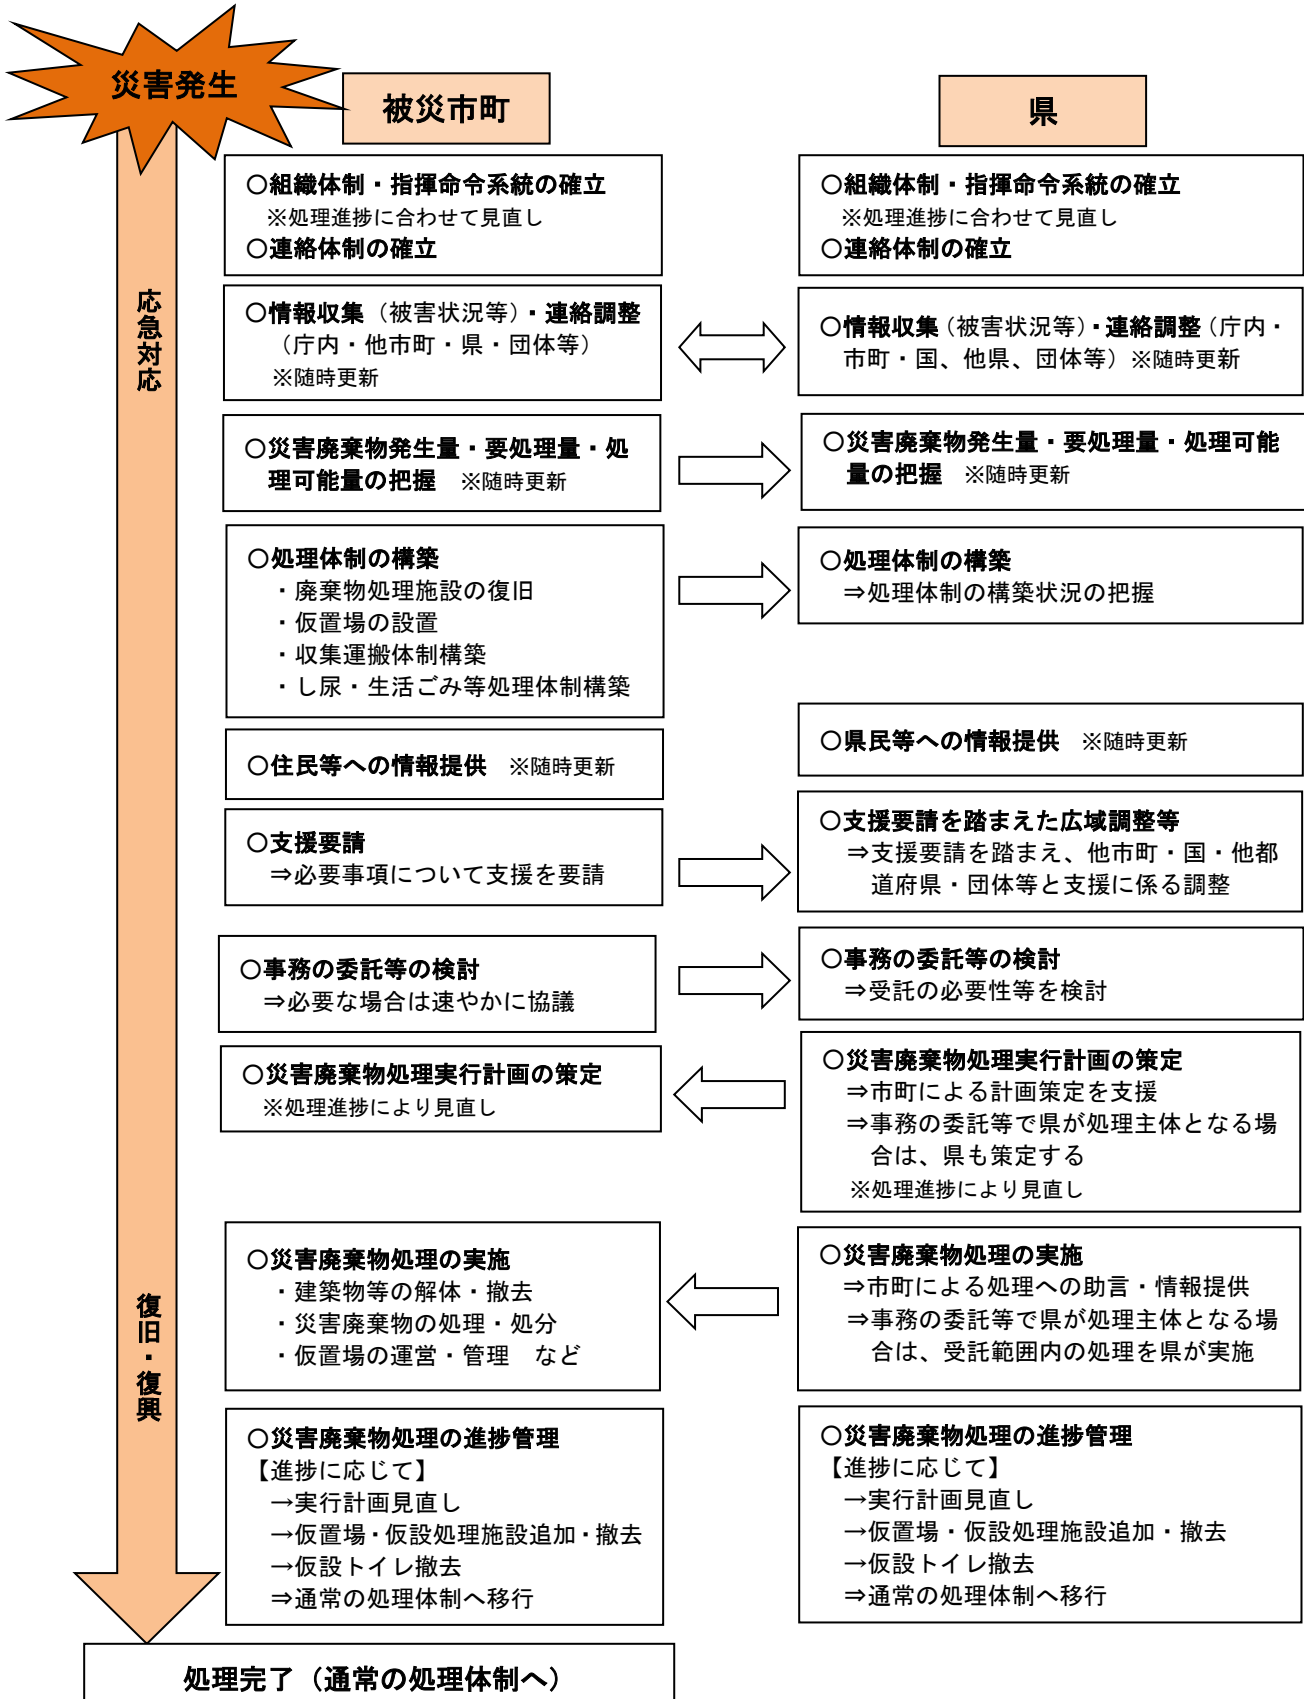 災害発生
被災市町
県
応急対応
復旧・復興
○組織体制・指揮命令系統の確立
※処理進捗に合わせて見直し
○連絡体制の確立
○組織体制・指揮命令系統の確立
※処理進捗に合わせて見直し
○連絡体制の確立
○情報収集（被害状況等）・連絡調整
（庁内・他市町・県・団体等）
※随時更新
○情報収集（被害状況等）・連絡調整（庁内・
市町・国、他県、団体等）※随時更新
○災害廃棄物発生量・要処理量・処
理可能量の把握　※随時更新
○災害廃棄物発生量・要処理量・処理可能
量の把握　※随時更新
○処理体制の構築
・廃棄物処理施設の復旧
・仮置場の設置
・収集運搬体制構築
・し尿・生活ごみ等処理体制構築
○処理体制の構築
⇒処理体制の構築状況の把握
○住民等への情報提供　※随時更新
○県民等への情報提供　※随時更新
○支援要請
⇒必要事項について支援を要請
○支援要請を踏まえた広域調整等
⇒支援要請を踏まえ、他市町・国・他都
道府県・団体等と支援に係る調整
○事務の委託等の検討
⇒必要な場合は速やかに協議
○事務の委託等の検討
⇒受託の必要性等を検討
○災害廃棄物処理実行計画の策定
※処理進捗により見直し
○災害廃棄物処理実行計画の策定
⇒市町による計画策定を支援
⇒事務の委託等で県が処理主体となる場
合は、県も策定する
※処理進捗により見直し
○災害廃棄物処理の実施
・建築物等の解体・撤去
・災害廃棄物の処理・処分
・仮置場の運営・管理　など
○災害廃棄物処理の実施
⇒市町による処理への助言・情報提供
⇒事務の委託等で県が処理主体となる場
合は、受託範囲内の処理を県が実施
○災害廃棄物処理の進捗管理
【進捗に応じて】
→実行計画見直し
→仮置場・仮設処理施設追加・撤去
→仮設トイレ撤去
⇒通常の処理体制へ移行
○災害廃棄物処理の進捗管理
【進捗に応じて】
→実行計画見直し
→仮置場・仮設処理施設追加・撤去
→仮設トイレ撤去
⇒通常の処理体制へ移行
処理完了（通常の処理体制へ）